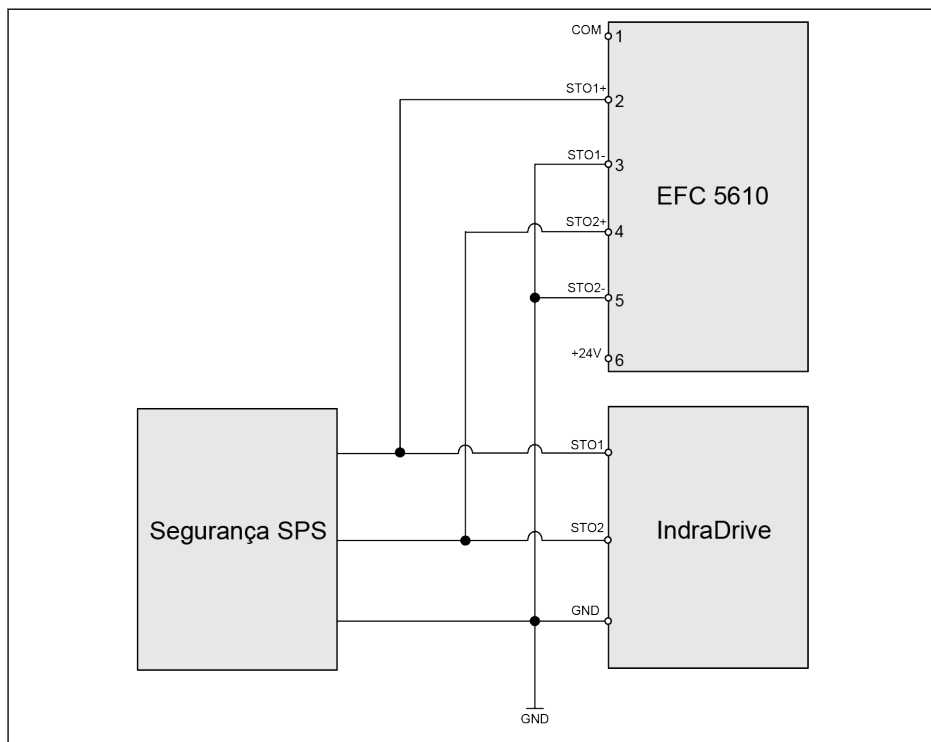 COM
1
STO1+
2
STO1-
3
EFC 5610
STO2+
4
STO2-
5
+24V
6
STO1
Segurança SPS
STO2
IndraDrive
GND
GND